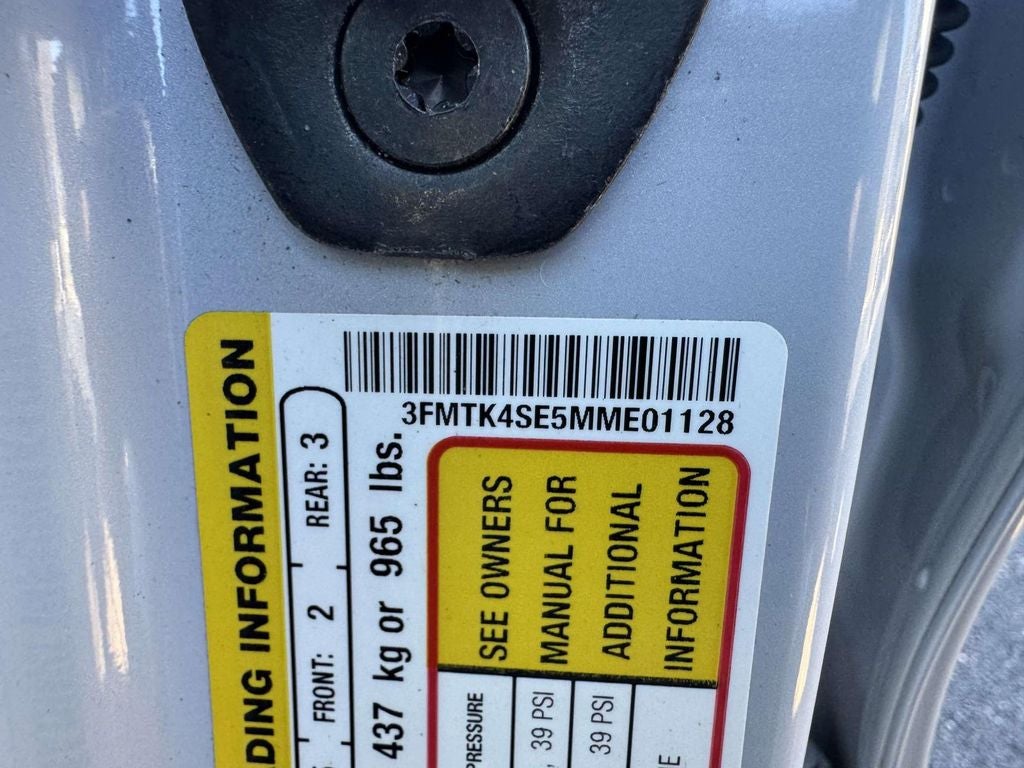 3FMTK4SE5MME01128
ADING INFORMATION
FRONT: 2 REAR: 3
437 kg or 965 lbs.
SEE OWNERS
MANUAL FOR
ADDITIONAL
INFORMATION
PRESSURE
39 PSI
39 PSI